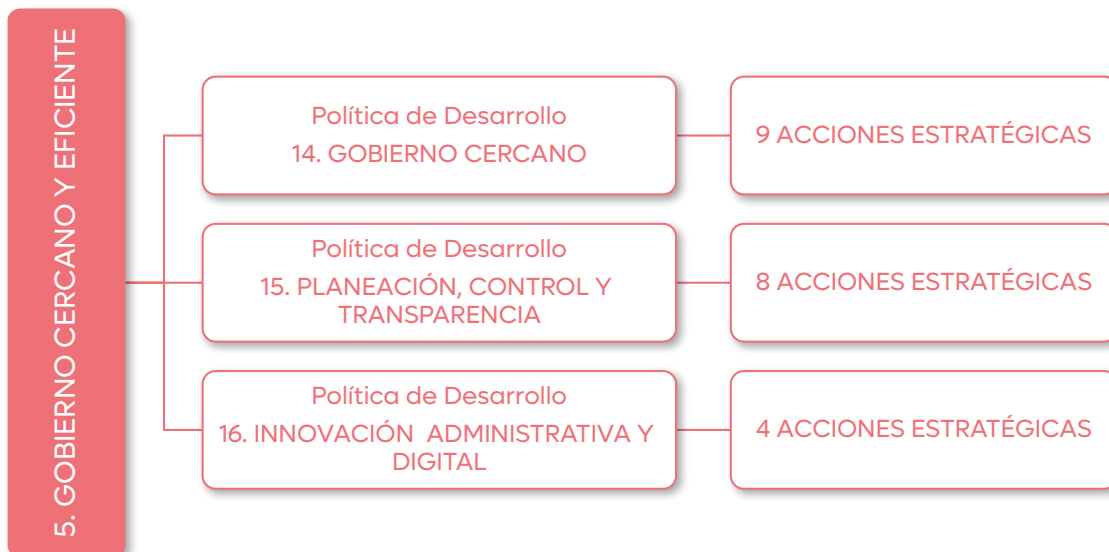 5. GOBIERNO CERCANO Y EFICIENTE
Política de Desarrollo
14. GOBIERNO CERCANO
9 ACCIONES ESTRATÉGICAS
Política de Desarrollo
15. PLANEACIÓN, CONTROL Y
TRANSPARENCIA
8 ACCIONES ESTRATÉGICAS
Política de Desarrollo
16. INNOVACIÓN ADMINISTRATIVA Y
DIGITAL
4 ACCIONES ESTRATÉGICAS